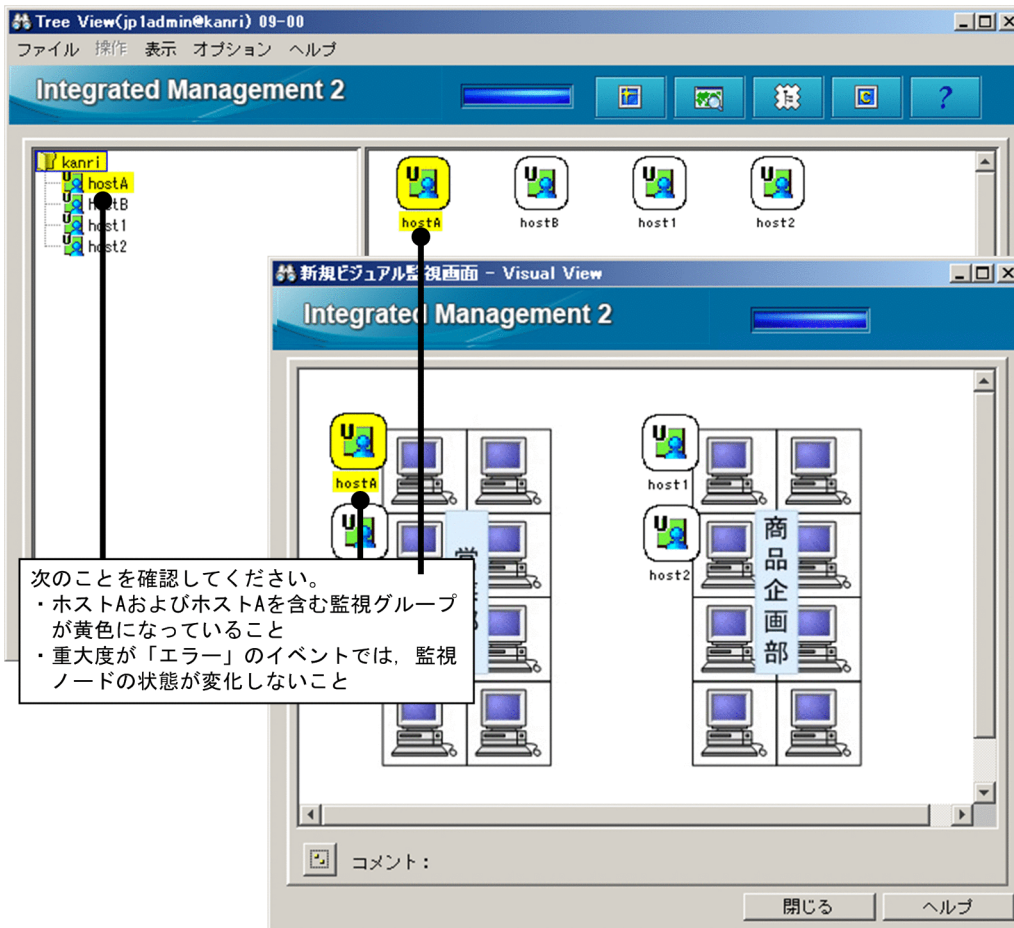 Tree View(jp1admin@kanri) 09-00
ファイル 操作 表示 オプション ヘルプ
Integrated Management 2
?
kanri
hostA
hostB
host1
host2
hostA hostB host1 host2
新規ビジュアル監視画面 - Visual View
Integrated Management 2
hostA
host1
host2
商品企画部
次のことを確認してください。
・ホストAおよびホストAを含む監視グループ
が黄色になっていること
・重大度が「エラー」のイベントでは，監視
ノードの状態が変化しないこと
コメント：
閉じる ヘルプ